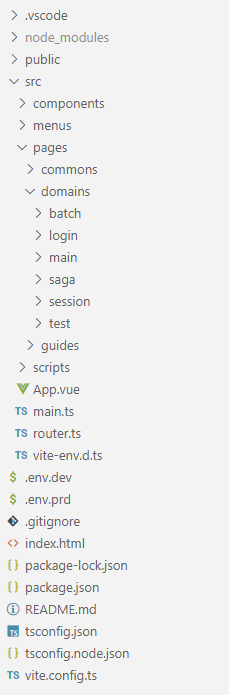 .vscode
node_modules
public
src
components
menus
pages
commons
domains
batch
login
main
saga
session
test
guides
scripts
App.vue
TS main.ts
TS router.ts
TS vite-env.d.ts
$ .env.dev
$ .env.prd
.gitignore
<> index.html
{} package-lock.json
{} package.json
README.md
TS tsconfig.json
{} tsconfig.node.json
TS vite.config.ts